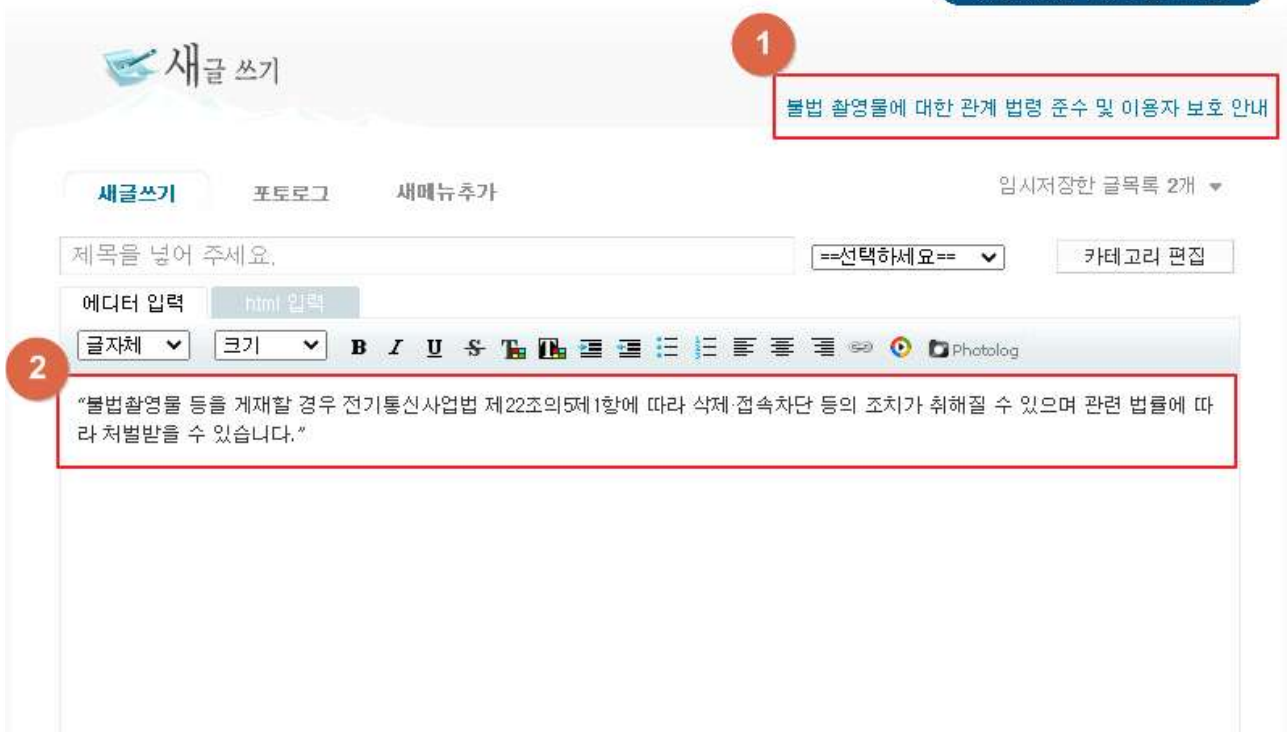 새글 쓰기
1
불법 촬영물에 대한 관계 법령 준수 및 이용자 보호 안내
새글쓰기 포토로그 새메뉴추가 임시저장한 글목록 2개 ▼
제목을 넣어 주세요. ==선택하세요== 카테고리 편집
에디터 입력 html 입력
글자체 크기 B I U S T T Photolog
2
“불법촬영물 등을 게재할 경우 전기통신사업법 제22조의5제1항에 따라 삭제·접속차단 등의 조치가 취해질 수 있으며 관련 법률에 따
라 처벌받을 수 있습니다.”